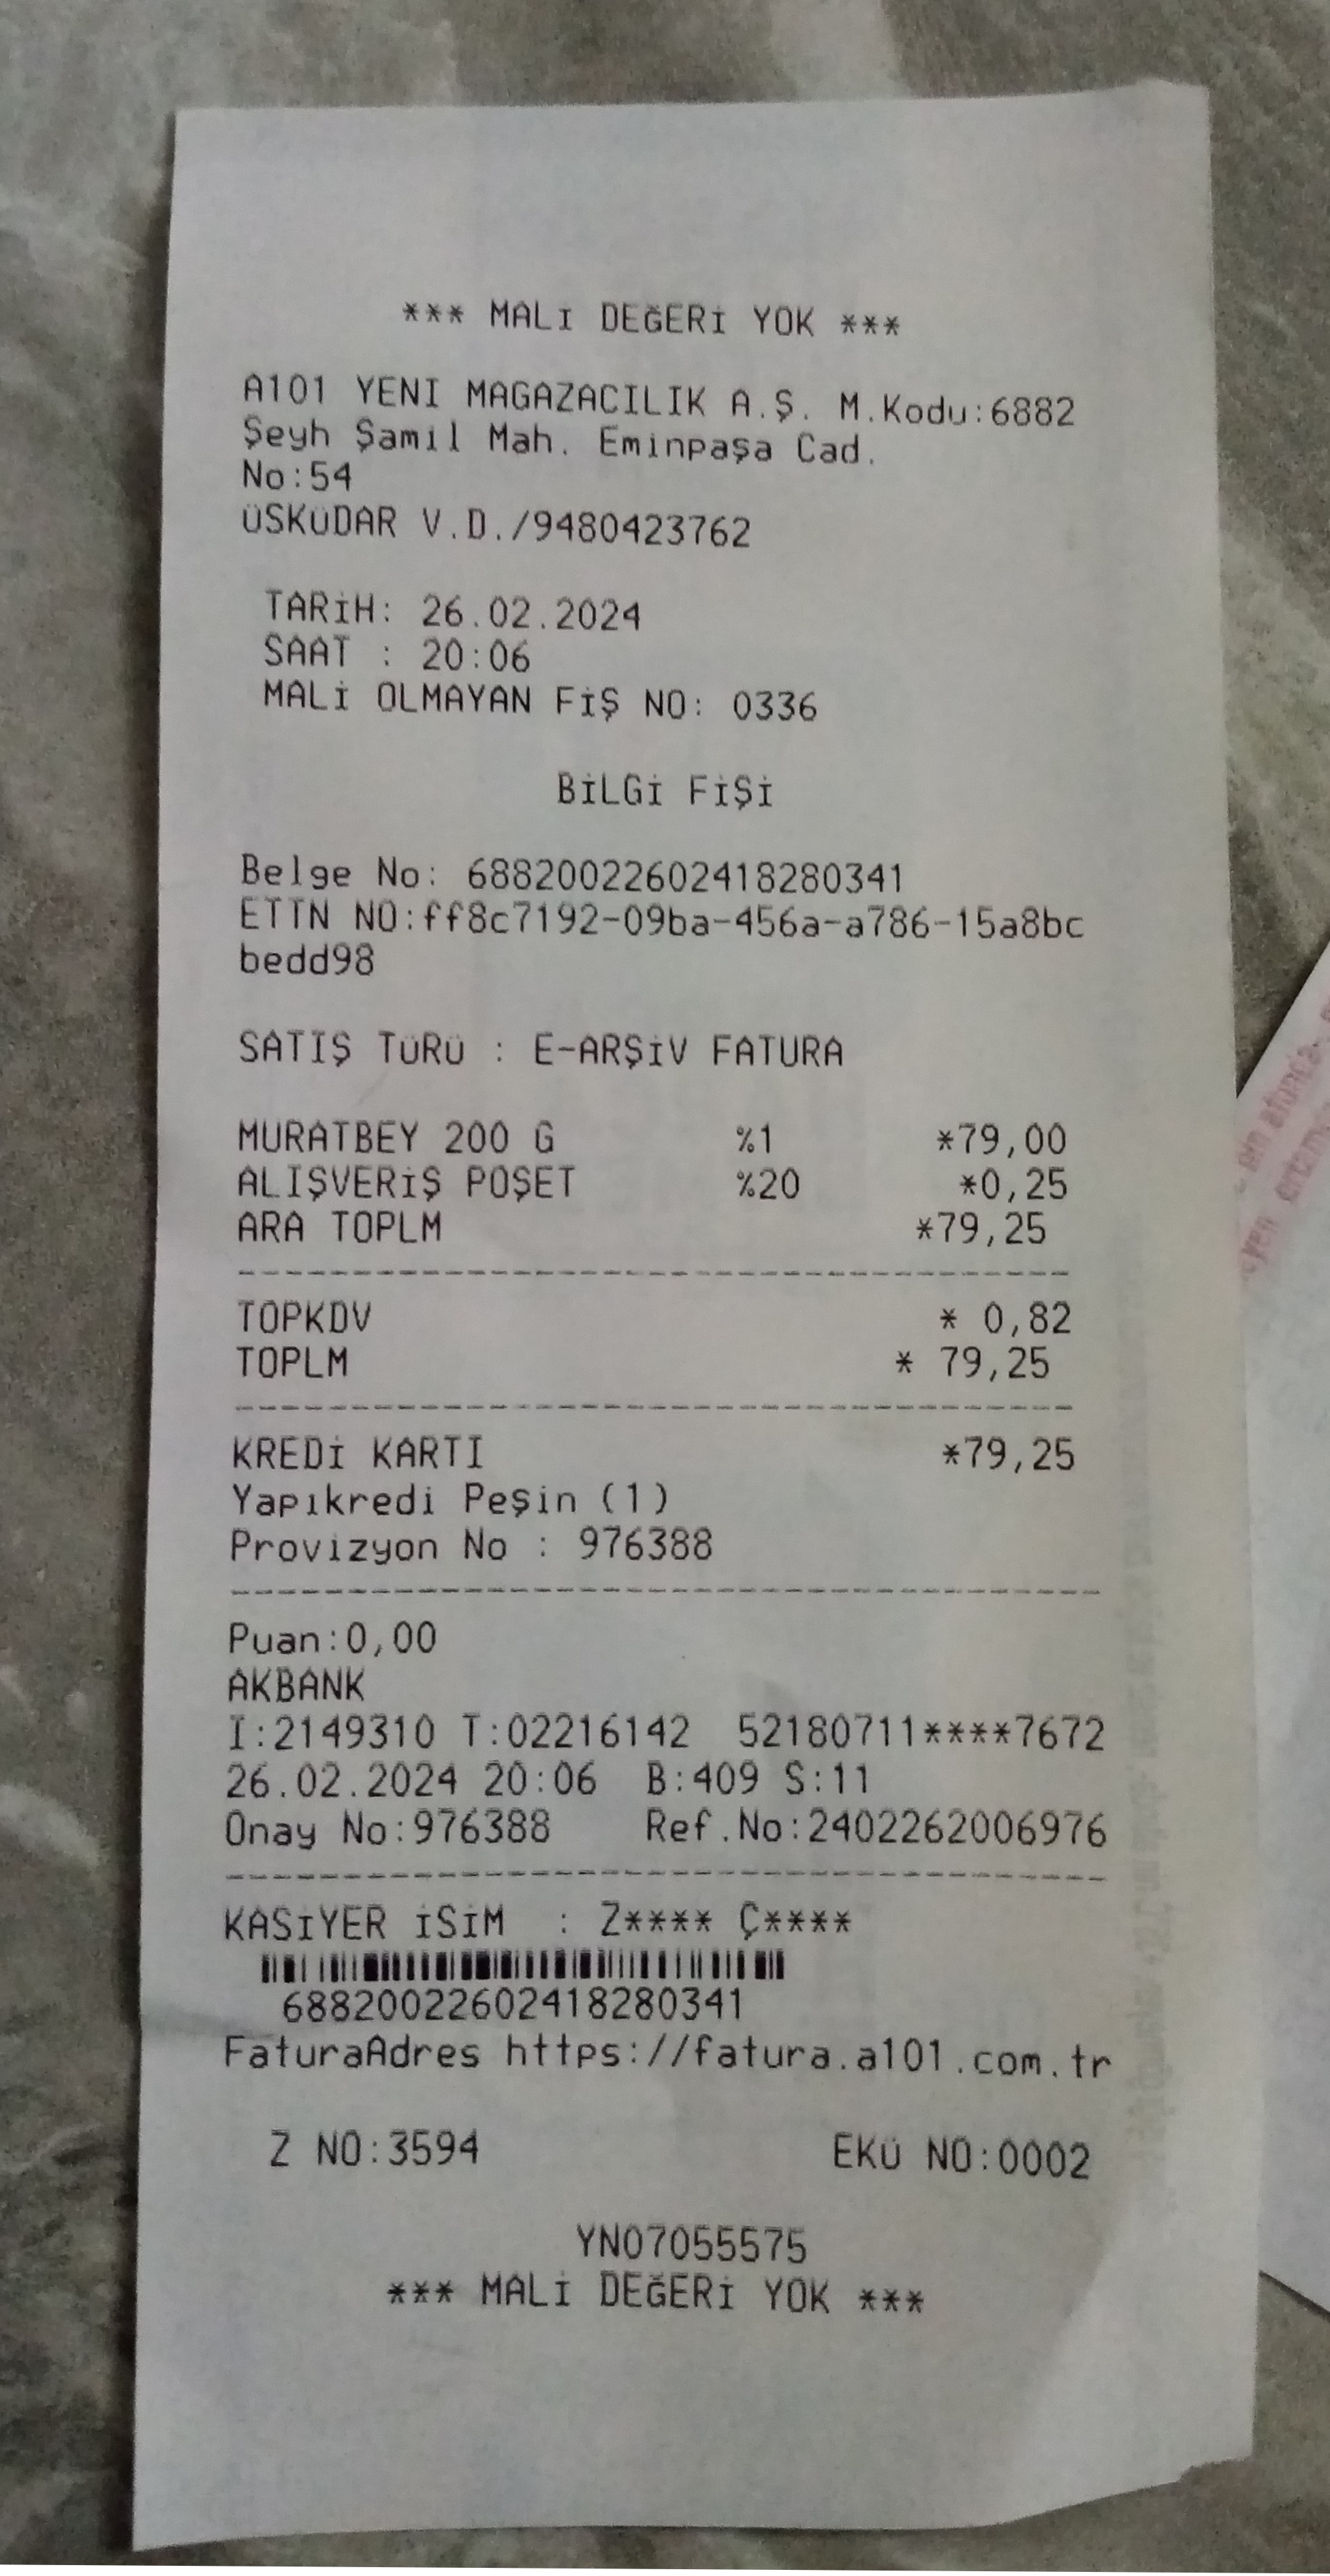 *** MALI DEĞERİ YOK ***
A101 YENI MAGAZACILIK A.Ş. M.Kodu:6882
Şeyh Şamil Mah. Eminpaşa Cad.
No:54
ÜSKÜDAR V.D./9480423762
TARİH: 26.02.2024
SAAT : 20:06
MALİ OLMAYAN FİŞ NO: 0336
BİLGİ FİŞİ
Belge No: 68820022602418280341
ETTN NO:ff8c7192-09ba-456a-a786-15a8bc
bedd98
SATIŞ TÜRÜ : E-ARŞİV FATURA
MURATBEY 200 G %1 *79,00
ALIŞVERİŞ POŞET %20 *0,25
ARA TOPLM *79,25
TOPKDV * 0,82
TOPLM * 79,25
KREDİ KARTI *79,25
Yapıkredi Peşin (1)
Provizyon No : 976388
Puan:0,00
AKBANK
I:2149310 T:02216142 52180711****7672
26.02.2024 20:06 B:409 S:11
Onay No:976388 Ref.No:2402262006976
KASİYER İSİM : Z**** Ç****
68820022602418280341
FaturaAdres https://fatura.a101.com.tr
Z NO:3594 EKÜ NO:0002
YN07055575
*** MALİ DEĞERİ YOK ***